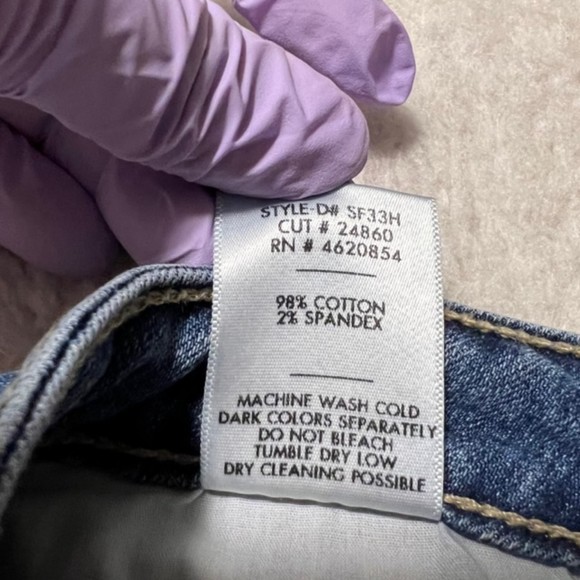 STYLE-D# SF33H
CUT # 24860
RN # 4620854
98% COTTON
2% SPANDEX
MACHINE WASH COLD
DARK COLORS SEPARATELY
DO NOT BLEACH
TUMBLE DRY LOW
DRY CLEANING POSSIBLE